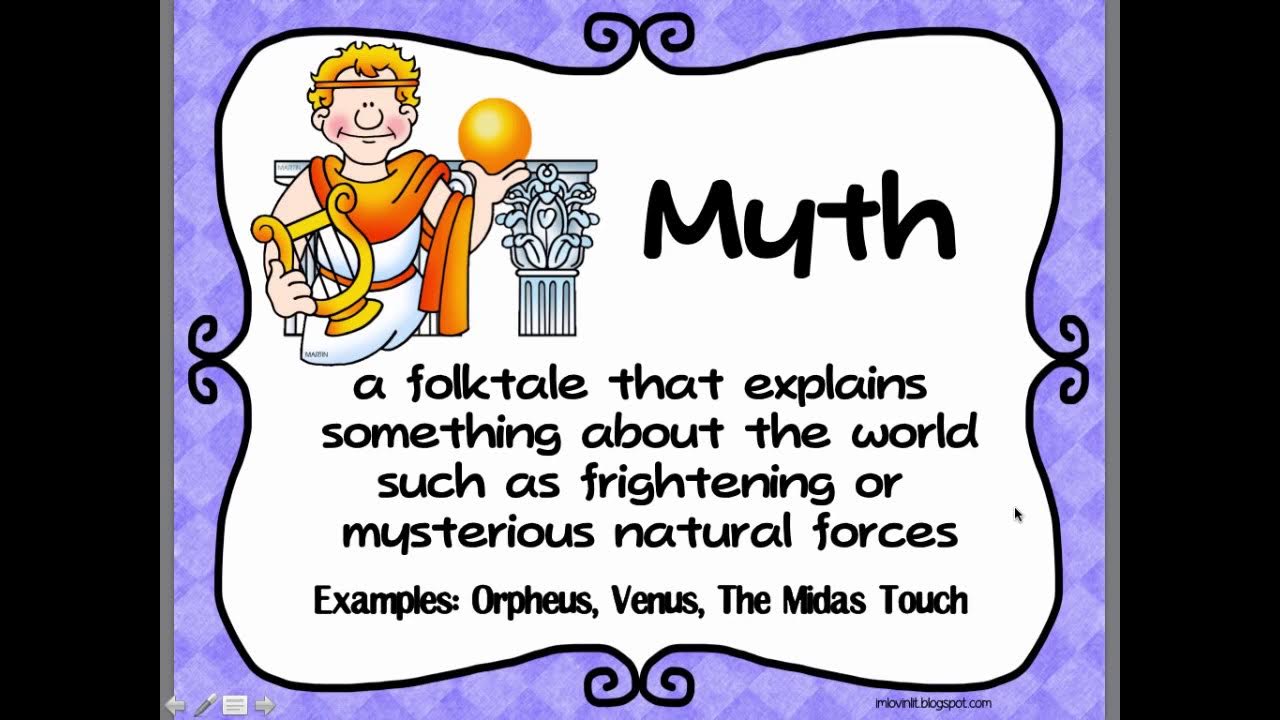 MARTIN
Myth
MARTIN
a folktale that explains
something about the world
such as frightening or
mysterious natural forces
Examples: Orpheus, Venus, The Midas Touch
imlovinlit.blogspot.com